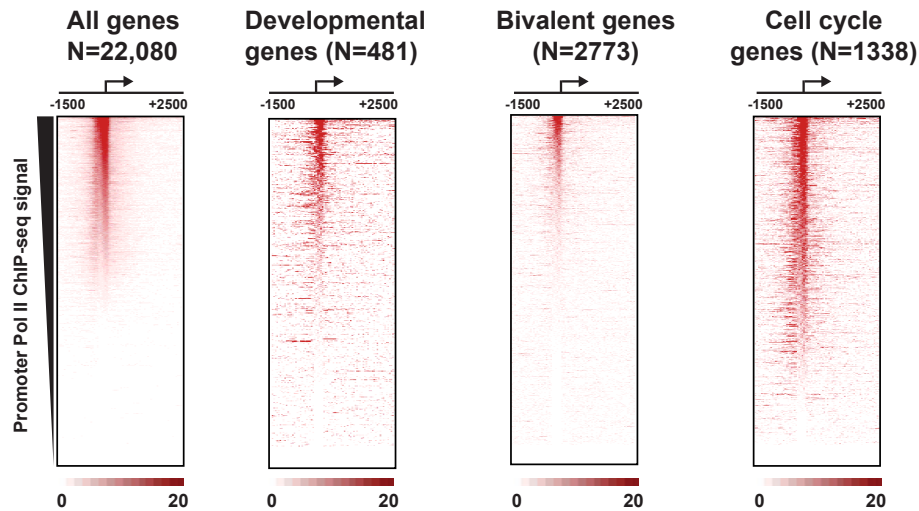 All genes
N=22,080
Developmental
genes (N=481)
Bivalent genes
(N=2773)
Cell cycle
genes (N=1338)
-1500 +2500
-1500 +2500
-1500 +2500
-1500 +2500
Promoter Pol II ChIP-seq signal
0 20
0 20
0 20
0 20